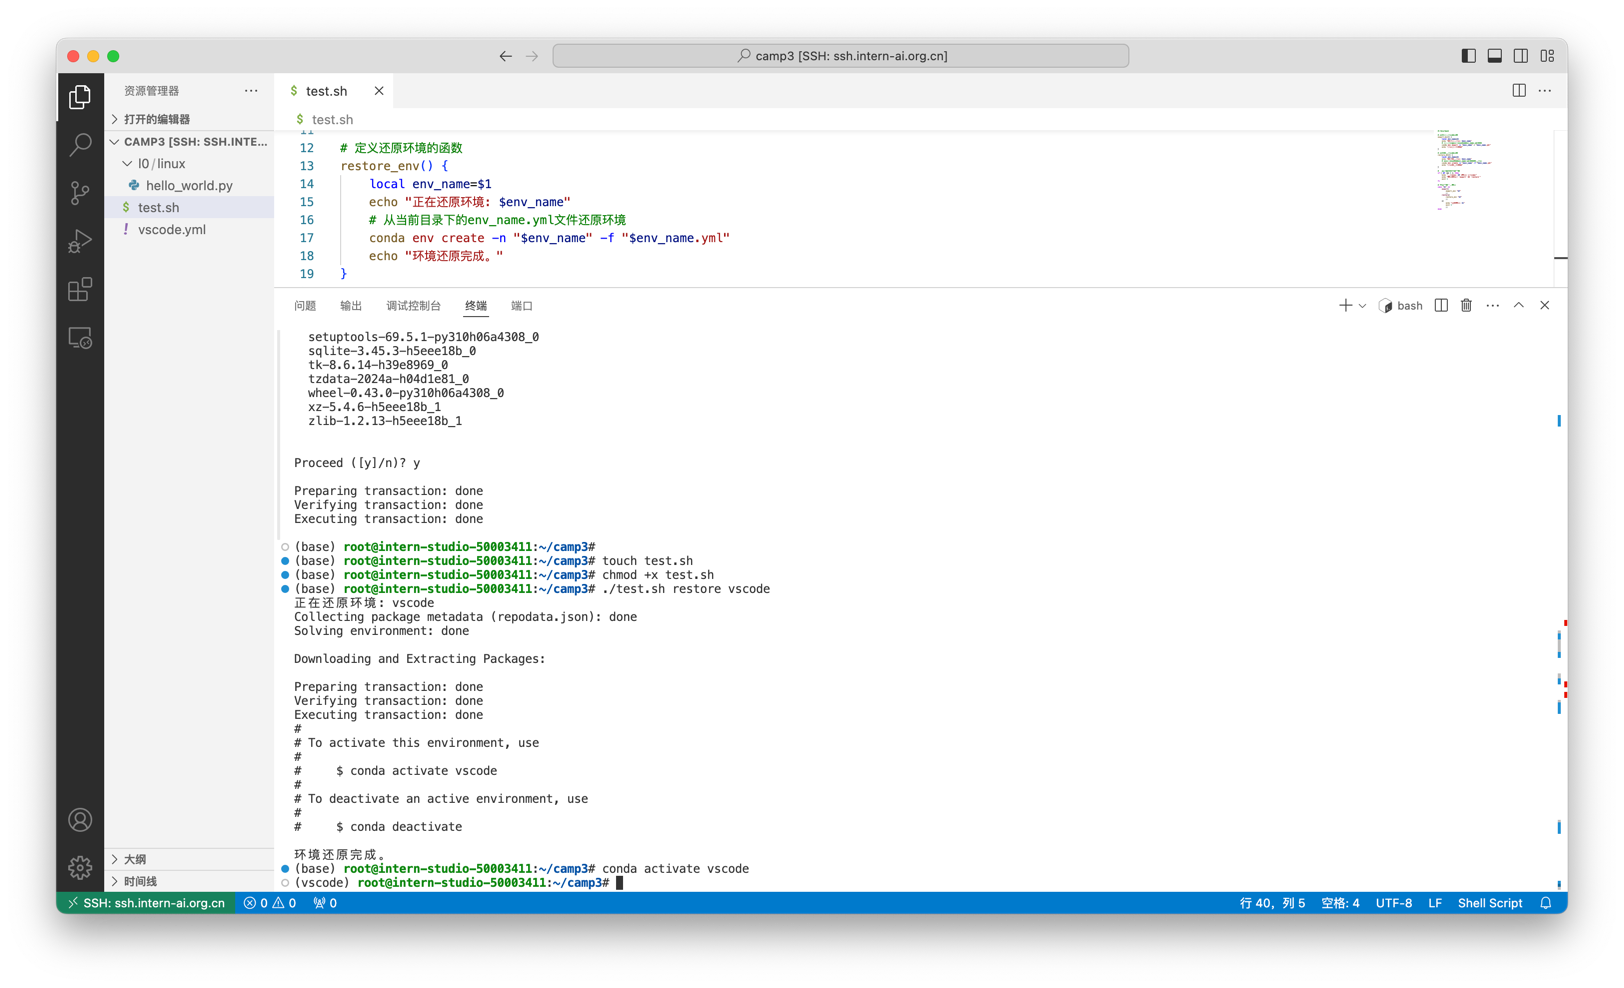 camp3 [SSH: ssh.intern-ai.org.cn]
资源管理器
打开的编辑器
CAMP3 [SSH: SSH.INTE...
l0 / linux
hello_world.py
$ test.sh
! vscode.yml
大纲
时间线
$ test.sh
$ test.sh
11
12 # 定义还原环境的函数
13 restore_env() {
14 local env_name=$1
15 echo "正在还原环境: $env_name"
16 # 从当前目录下的env_name.yml文件还原环境
17 conda env create -n "$env_name" -f "$env_name.yml"
18 echo "环境还原完成。"
19 }
问题 输出 调试控制台 终端 端口
bash
setuptools-69.5.1-py310h06a4308_0
sqlite-3.45.3-h5eee18b_0
tk-8.6.14-h39e8969_0
tzdata-2024a-h04d1e81_0
wheel-0.43.0-py310h06a4308_0
xz-5.4.6-h5eee18b_1
zlib-1.2.13-h5eee18b_1
Proceed ([y]/n)? y
Preparing transaction: done
Verifying transaction: done
Executing transaction: done
(base) root@intern-studio-50003411:~/camp3#
(base) root@intern-studio-50003411:~/camp3# touch test.sh
(base) root@intern-studio-50003411:~/camp3# chmod +x test.sh
(base) root@intern-studio-50003411:~/camp3# ./test.sh restore vscode
正在还原环境: vscode
Collecting package metadata (repodata.json): done
Solving environment: done
Downloading and Extracting Packages:
Preparing transaction: done
Verifying transaction: done
Executing transaction: done
#
# To activate this environment, use
#
# $ conda activate vscode
#
# To deactivate an active environment, use
#
# $ conda deactivate
环境还原完成。
(base) root@intern-studio-50003411:~/camp3# conda activate vscode
(vscode) root@intern-studio-50003411:~/camp3#
SSH: ssh.intern-ai.org.cn 0 0 0 行 40，列 5 空格: 4 UTF-8 LF Shell Script